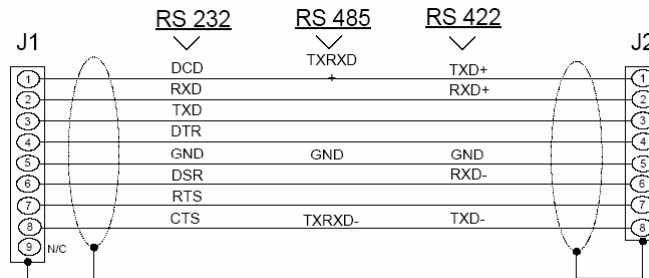 RS 232 RS 485 RS 422
J1 J2
TXRXD
1 DCD + TXD+ 1
2 RXD RXD+ 2
3 TXD 3
4 DTR 4
5 GND GND GND 5
6 DSR RXD- 6
7 RTS 7
8 CTS TXRXD- TXD- 8
9 N/C